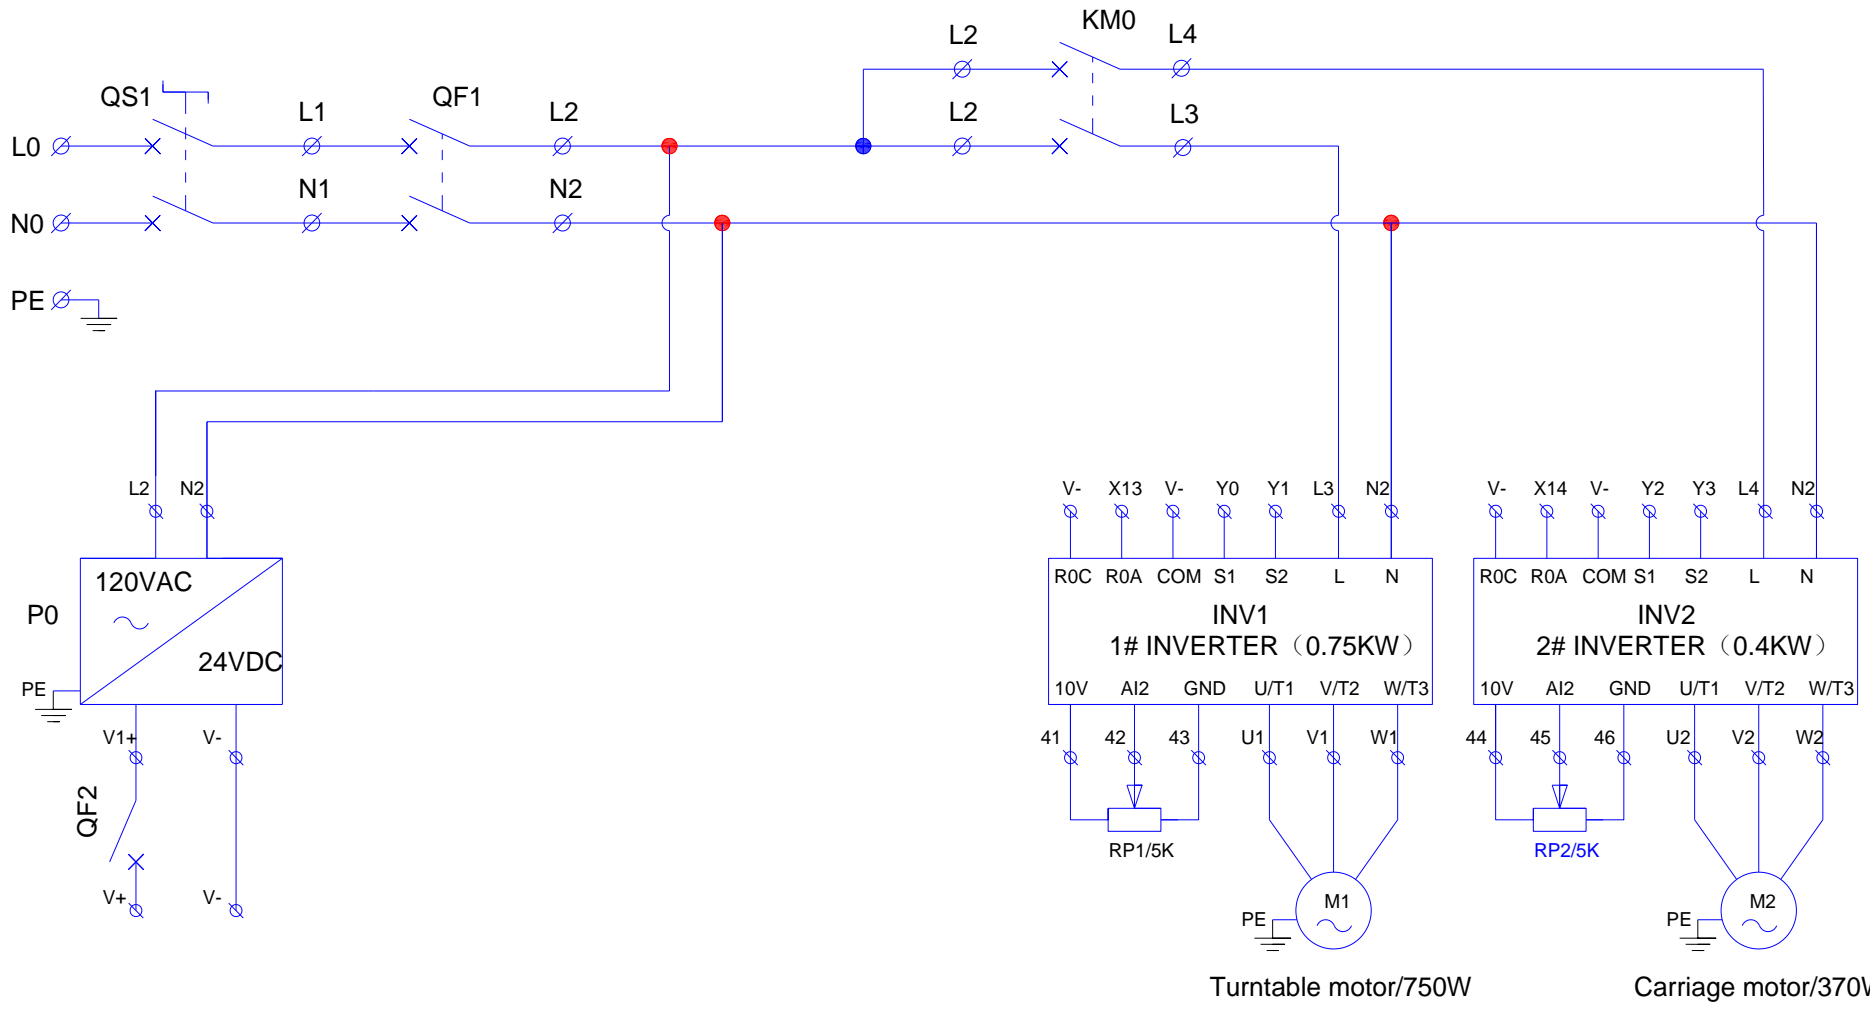 KM0
L2
L4
QS1
QF1
L1
L2
L2
L3
L0
N1
N2
N0
PE
L2
N2
V-
X13
V-
Y0
Y1
L3
N2
V-
X14
V-
Y2
Y3
L4
N2
120VAC
R0C
R0A
COM
S1
S2
L
N
R0C
R0A
COM
S1
S2
L
N
P0
INV1
INV2
1# INVERTER（0.75KW）
2# INVERTER（0.4KW）
24VDC
PE
10V
AI2
GND
U/T1
V/T2
W/T3
10V
AI2
GND
U/T1
V/T2
W/T3
V1+
V-
41
42
43
U1
V1
W1
44
45
46
U2
V2
W2
QF2
RP1/5K
RP2/5K
V+
V-
M1
M2
PE
PE
Turntable motor/750W
Carriage motor/370W